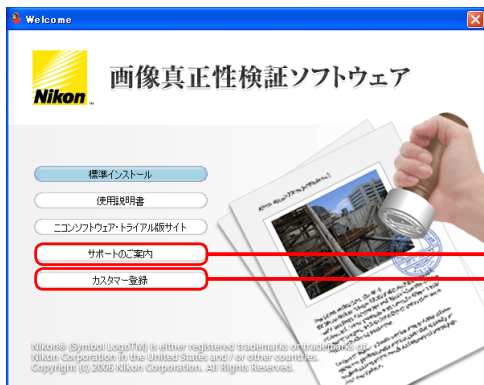 Welcome
Nikon
画像真正性検証ソフトウェア
標準インストール
使用説明書
ニコンソフトウェア・トライアル版サイト
サポートのご案内
カスタマー登録
Nikon® (Symbol Logo(TM)) is either registered trademarks or trademarks of
Nikon Corporation in the United States and / or other countries.
Copyright (c) 2006 Nikon Corporation. All Rights Reserved.